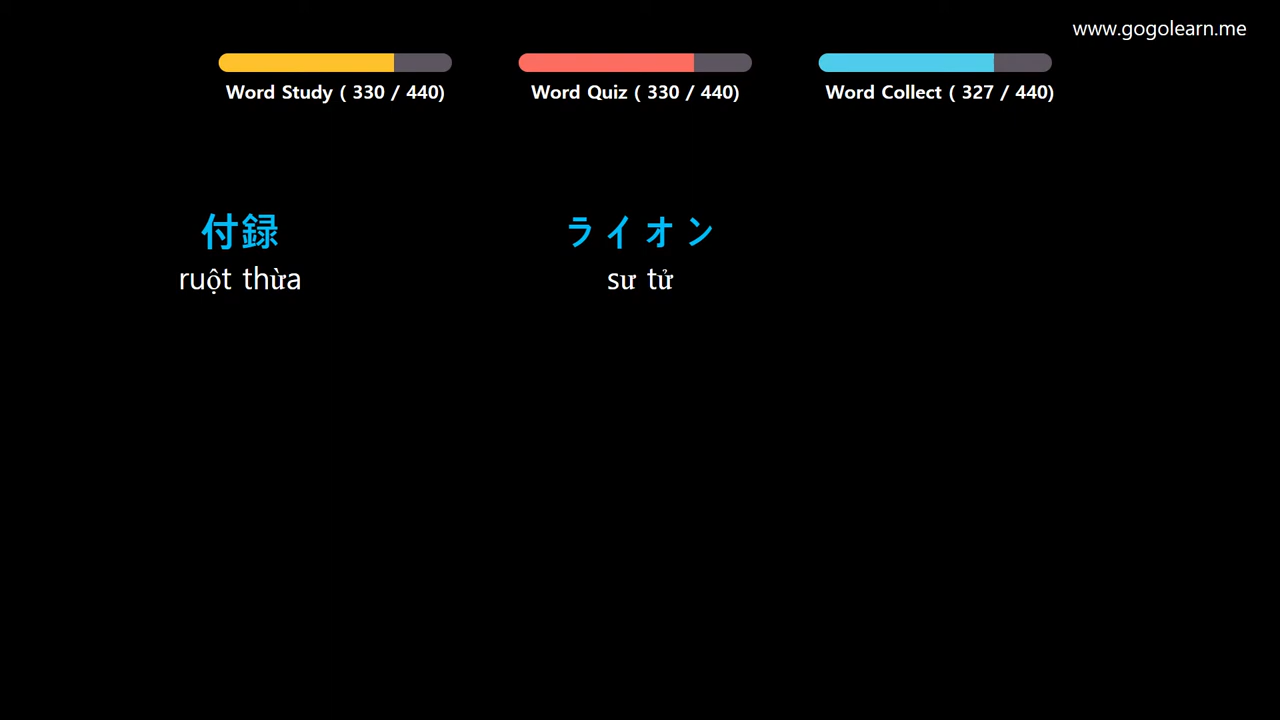 www.gogolearn.me
Word Study ( 330 / 440)
Word Quiz ( 330 / 440)
Word Collect ( 327 / 440)
付録
ruột thừa
ライオン
sư tử